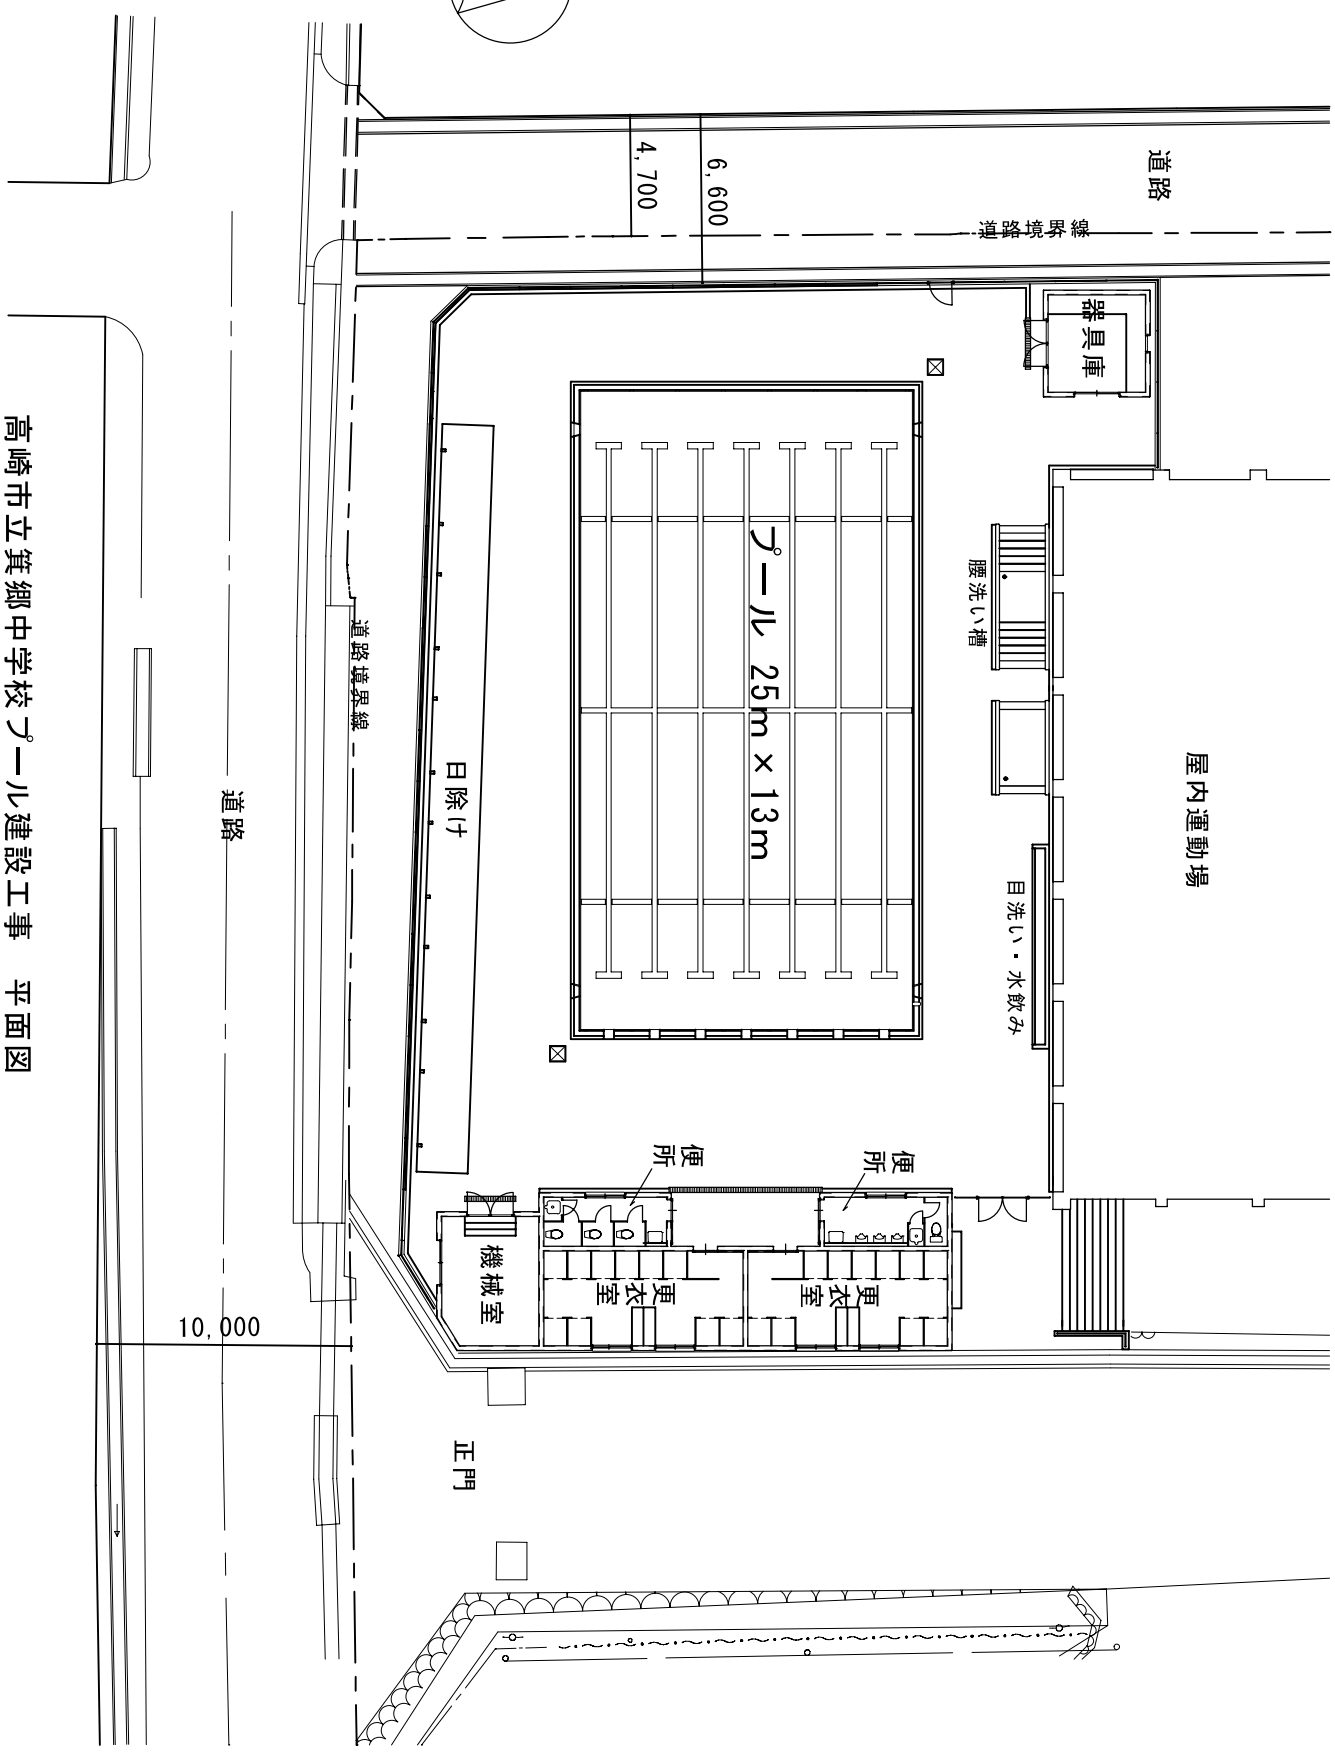 道路
道路境界線
6,600
4,700
器具庫
屋内運動場
腰洗い槽
目洗い・水飲み
プール 25m×13m
日除け
道路境界線
道路
便所
便所
更衣室
更衣室
機械室
10,000
正門
高崎市立箕郷中学校プール建設工事 平面図